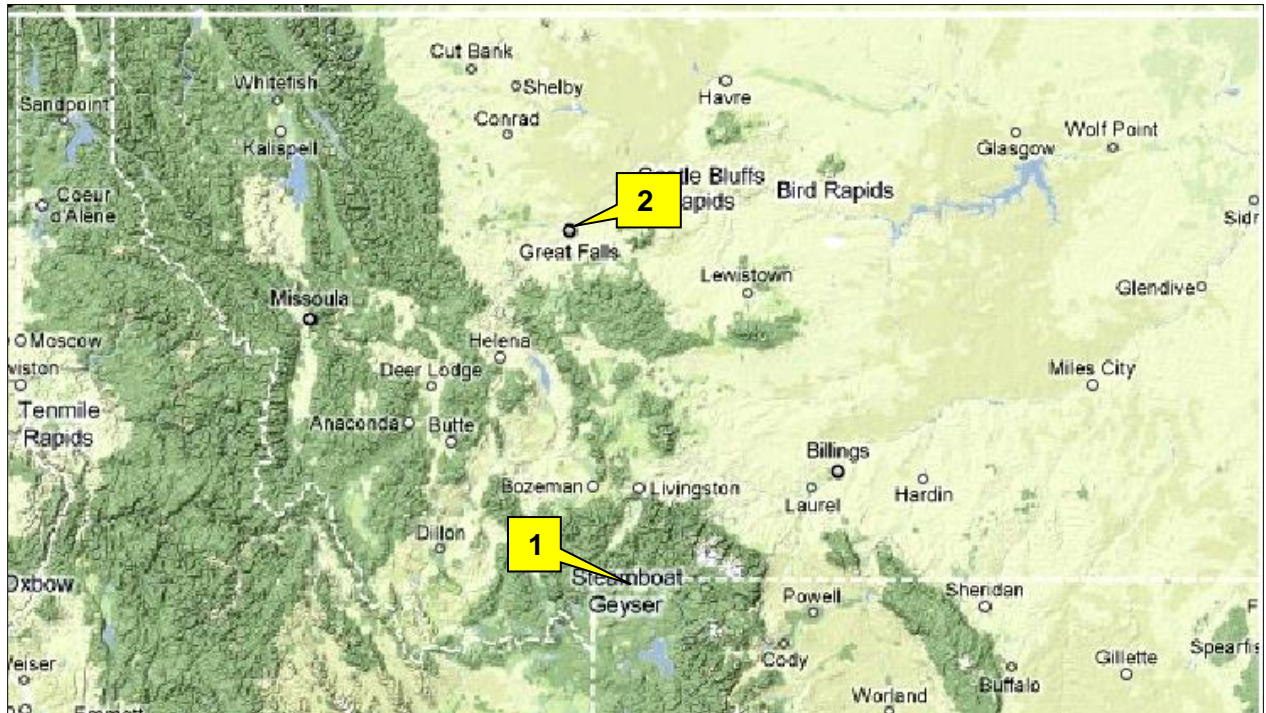 Cut Bank
Shelby
Whitefish
Havre
Sandpoint
Conrad
Wolf Point
Kalispell
Glasgow
2
Bluffs
Bird Rapids
Coeur
d'Alene
Great Falls
Lewistown
Glendive
Missoula
Helena
Moscow
Deer Lodge
Miles City
Tenmile
Rapids
Anaconda
Butte
Billings
Bozeman
Livingston
Laurel
Hardin
Dillon
1
Steamboat
Geyser
Oxbow
Powell
Sheridan
Cody
Gillette
Buffalo
Worland